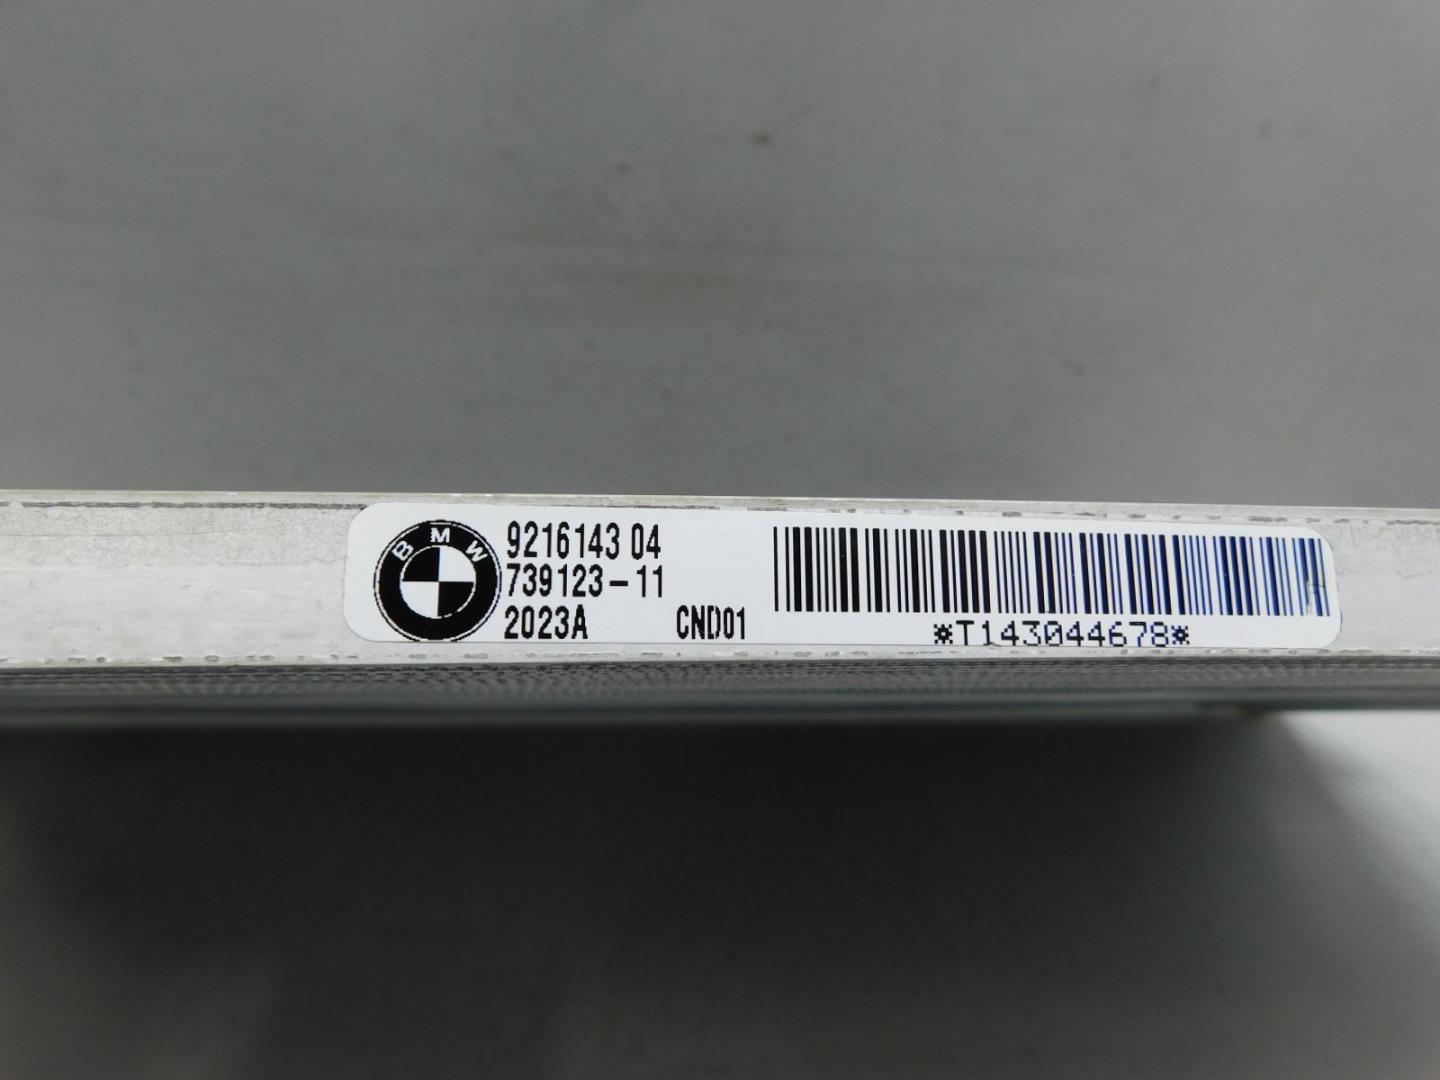 BMW
9216143 04
739123-11
2023A CND01
*T143044678*